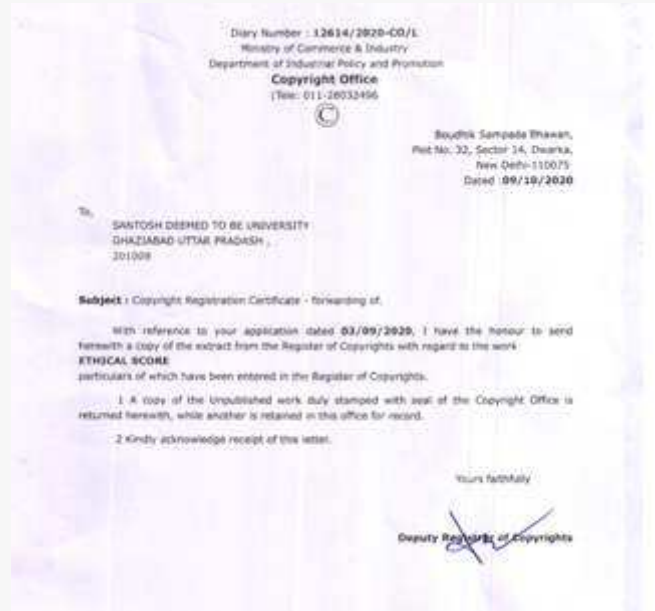 Diary Number : 12614/2020-CO/L
Ministry of Commerce & Industry
Department of Industrial Policy and Promotion
Copyright Office
(Tele: 011-28032496
©
Boudhik Sampada Bhawan,
Plot No. 32, Sector 14, Dwarka,
New Delhi-110075
Dated :09/10/2020
To,
SANTOSH DEEMED TO BE UNIVERSITY
GHAZIABAD UTTAR PRADASH ,
201009
Subject : Copyright Registration Certificate - forwarding of.
With reference to your application dated 03/09/2020, I have the honour to send
herewith a copy of the extract from the Register of Copyrights with regard to the work
ETHICAL SCORE
particulars of which have been entered in the Register of Copyrights.
1 A copy of the Unpublished work duly stamped with seal of the Copyright Office is
returned herewith, while another is retained in this office for record.
2 Kindly acknowledge receipt of this letter.
Yours faithfully
Deputy Registrar of Copyrights